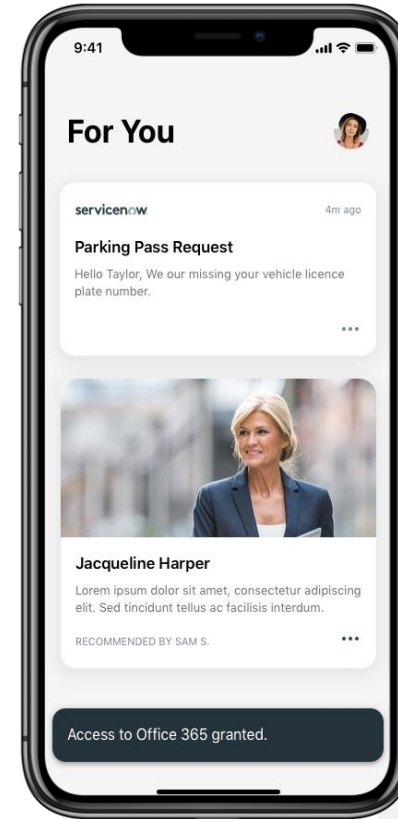 9:41
For You
servicenow
4m ago
Parking Pass Request
Hello Taylor, We our missing your vehicle licence
plate number.
Jacqueline Harper
Lorem ipsum dolor sit amet, consectetur adipiscing
elit. Sed tincidunt tellus ac facilisis interdum.
RECOMMENDED BY SAM S.
Access to Office 365 granted.